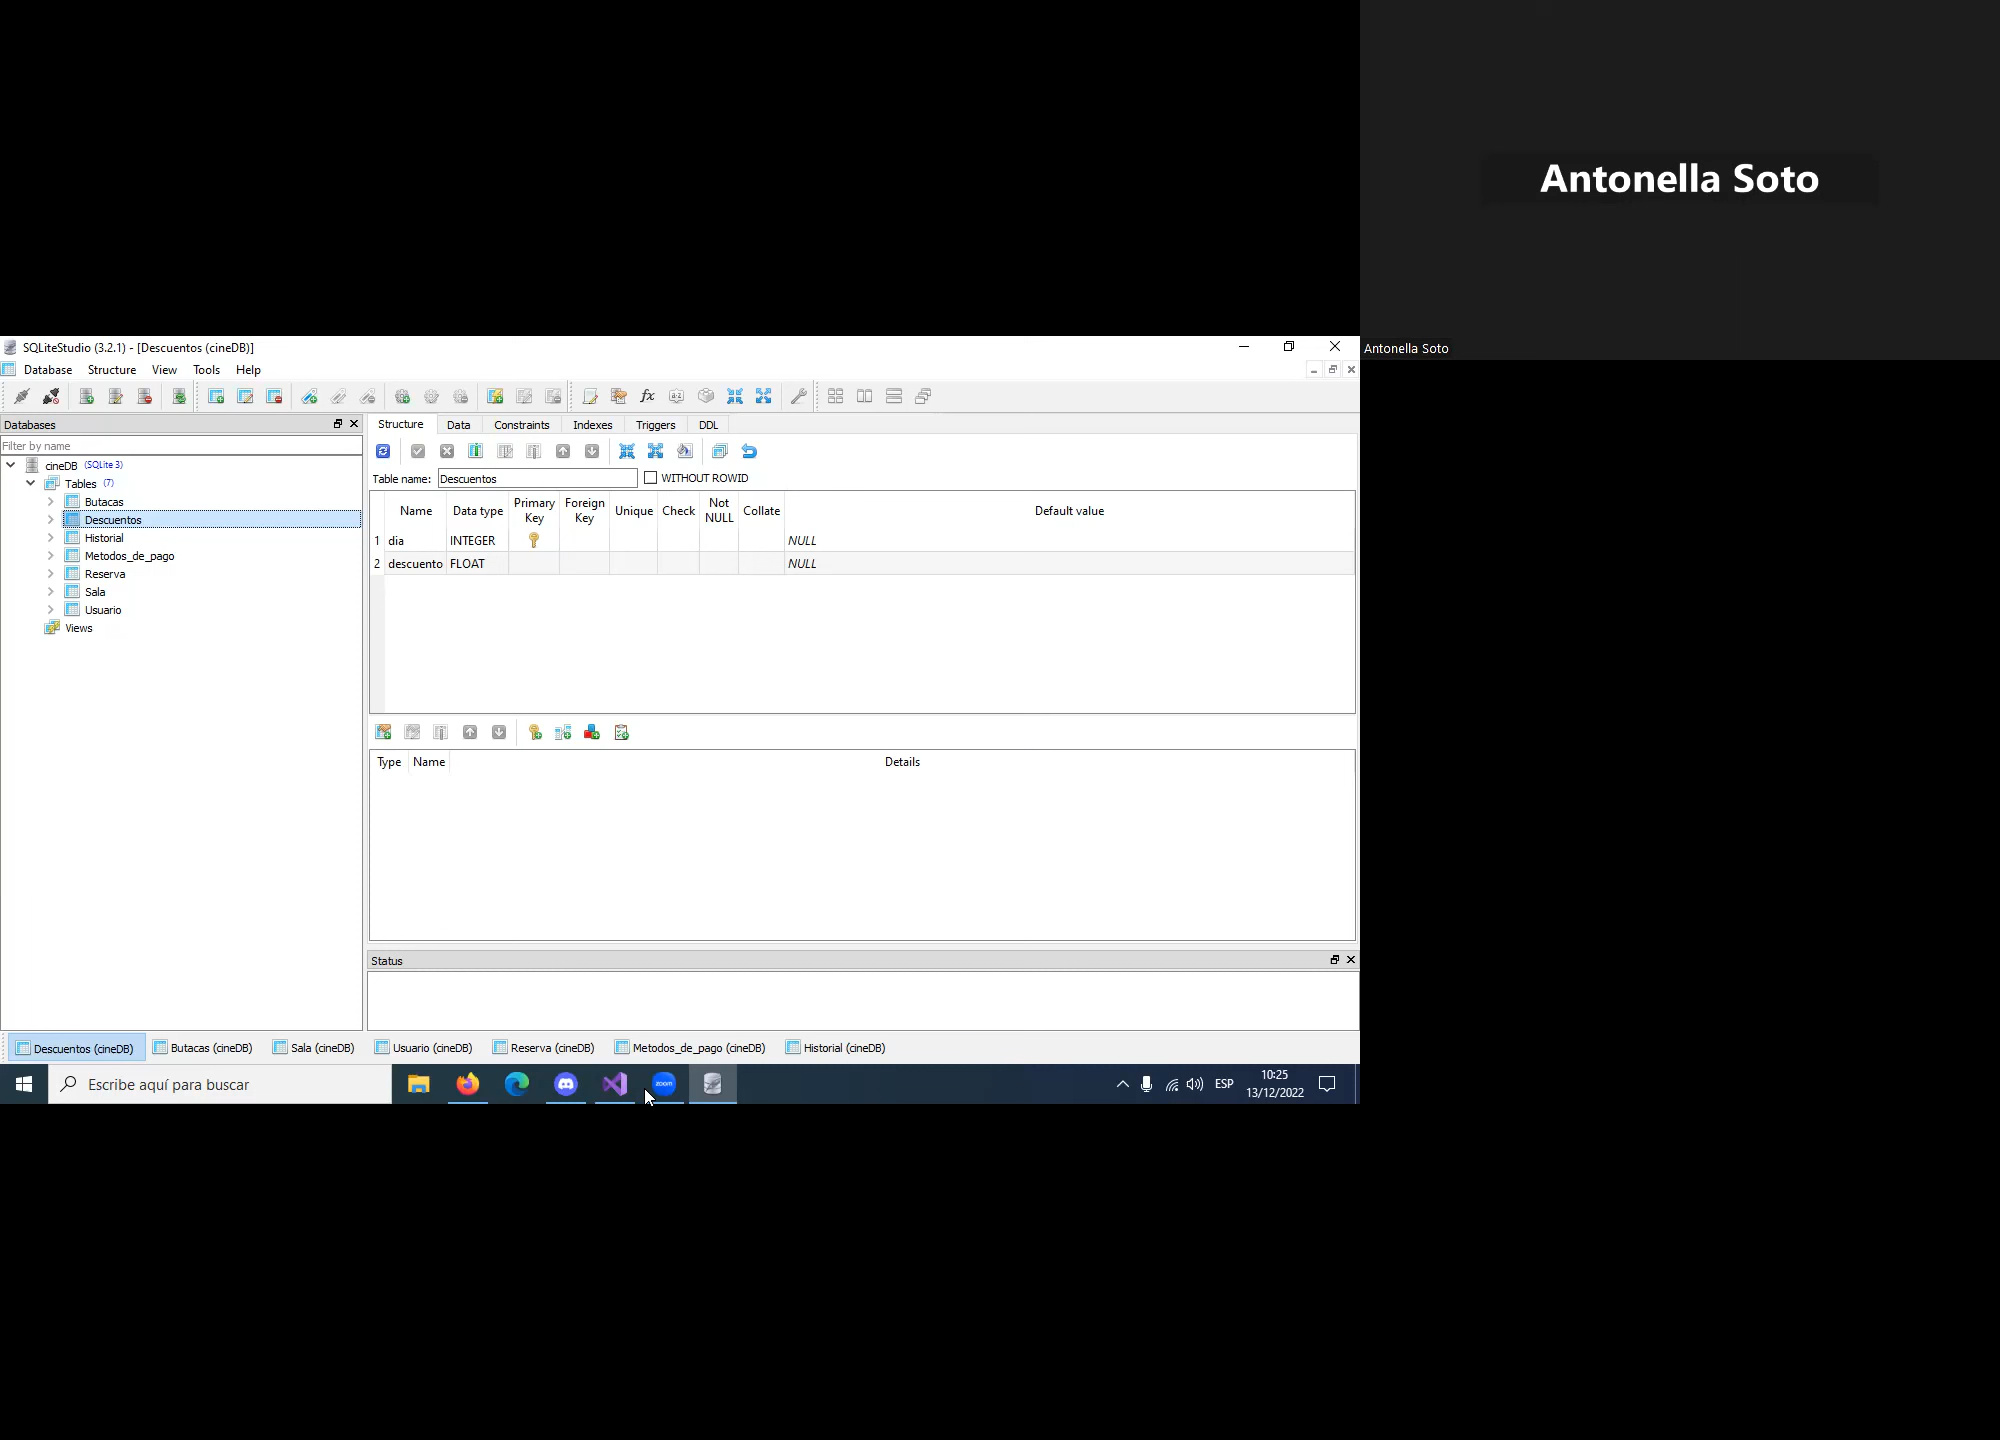 Antonella Soto
Antonella Soto
SQLiteStudio (3.2.1) - [Descuentos (cineDB)]
Database Structure View Tools Help
Databases
Filter by name
cineDB (SQLite 3)
Tables (7)
Butacas
Descuentos
Historial
Metodos_de_pago
Reserva
Sala
Usuario
Views
Structure Data Constraints Indexes Triggers DDL
Table name: Descuentos WITHOUT ROWID
Name Data type Primary Key Foreign Key Unique Check Not NULL Collate Default value
1 dia INTEGER NULL
2 descuento FLOAT NULL
Type Name Details
Status
Descuentos (cineDB) Butacas (cineDB) Sala (cineDB) Usuario (cineDB) Reserva (cineDB) Metodos_de_pago (cineDB) Historial (cineDB)
Escribe aquí para buscar
zoom
ESP
10:25
13/12/2022